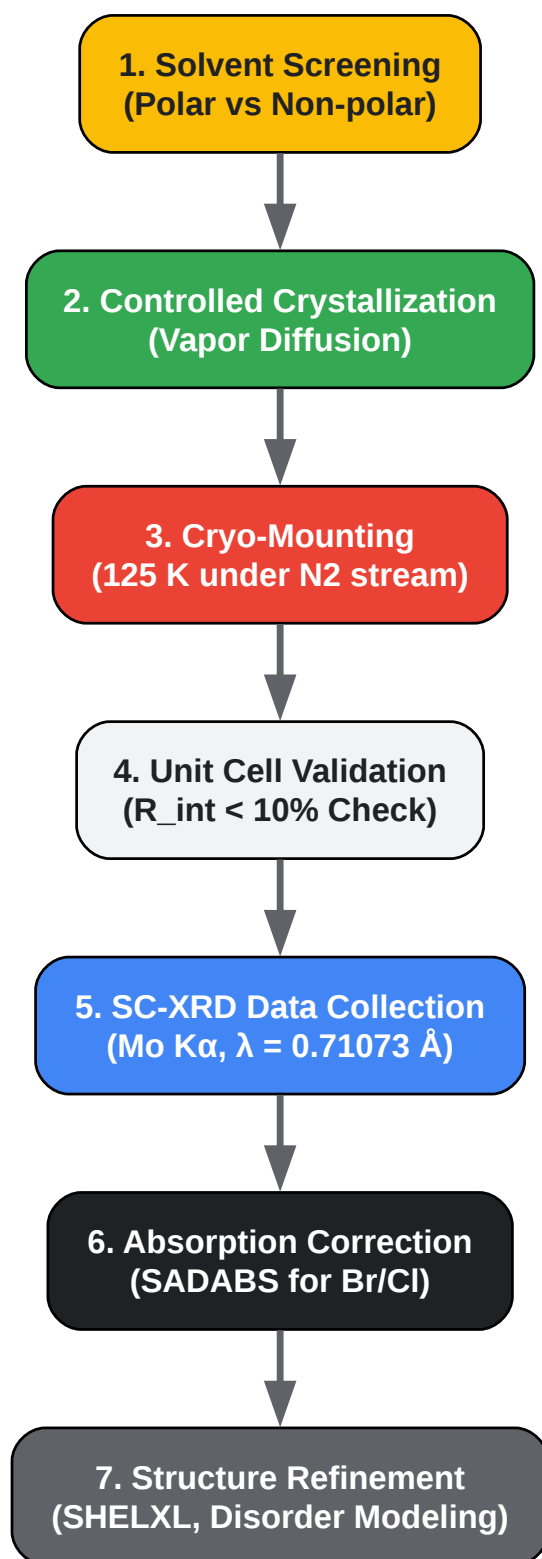 1. Solvent Screening
(Polar vs Non-polar)
2. Controlled Crystallization
(Vapor Diffusion)
3. Cryo-Mounting
(125 K under N2 stream)
4. Unit Cell Validation
(R_int < 10% Check)
5. SC-XRD Data Collection
(Mo Kα, λ = 0.71073 Å)
6. Absorption Correction
(SADABS for Br/Cl)
7. Structure Refinement
(SHELXL, Disorder Modeling)